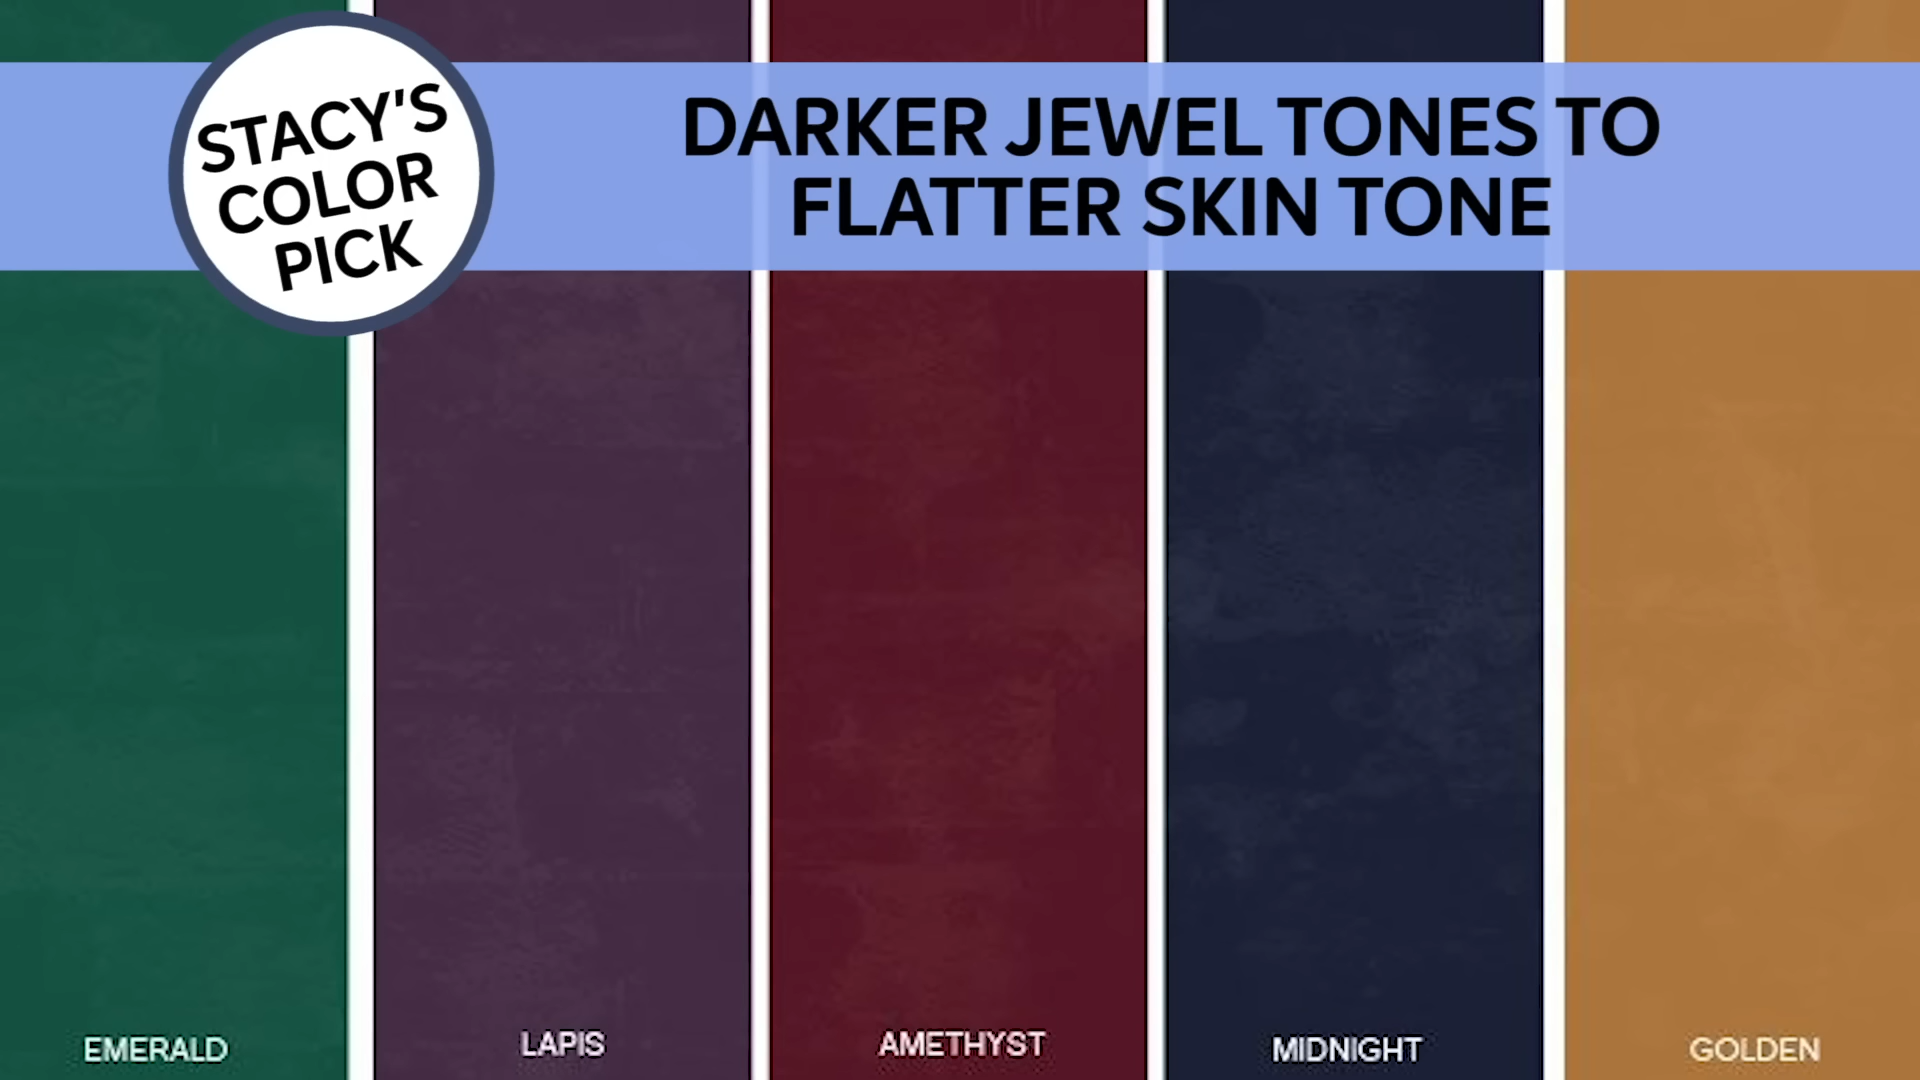 STACY'S
COLOR
PICK
DARKER JEWEL TONES TO
FLATTER SKIN TONE
EMERALD
LAPIS
AMETHYST
MIDNIGHT
GOLDEN